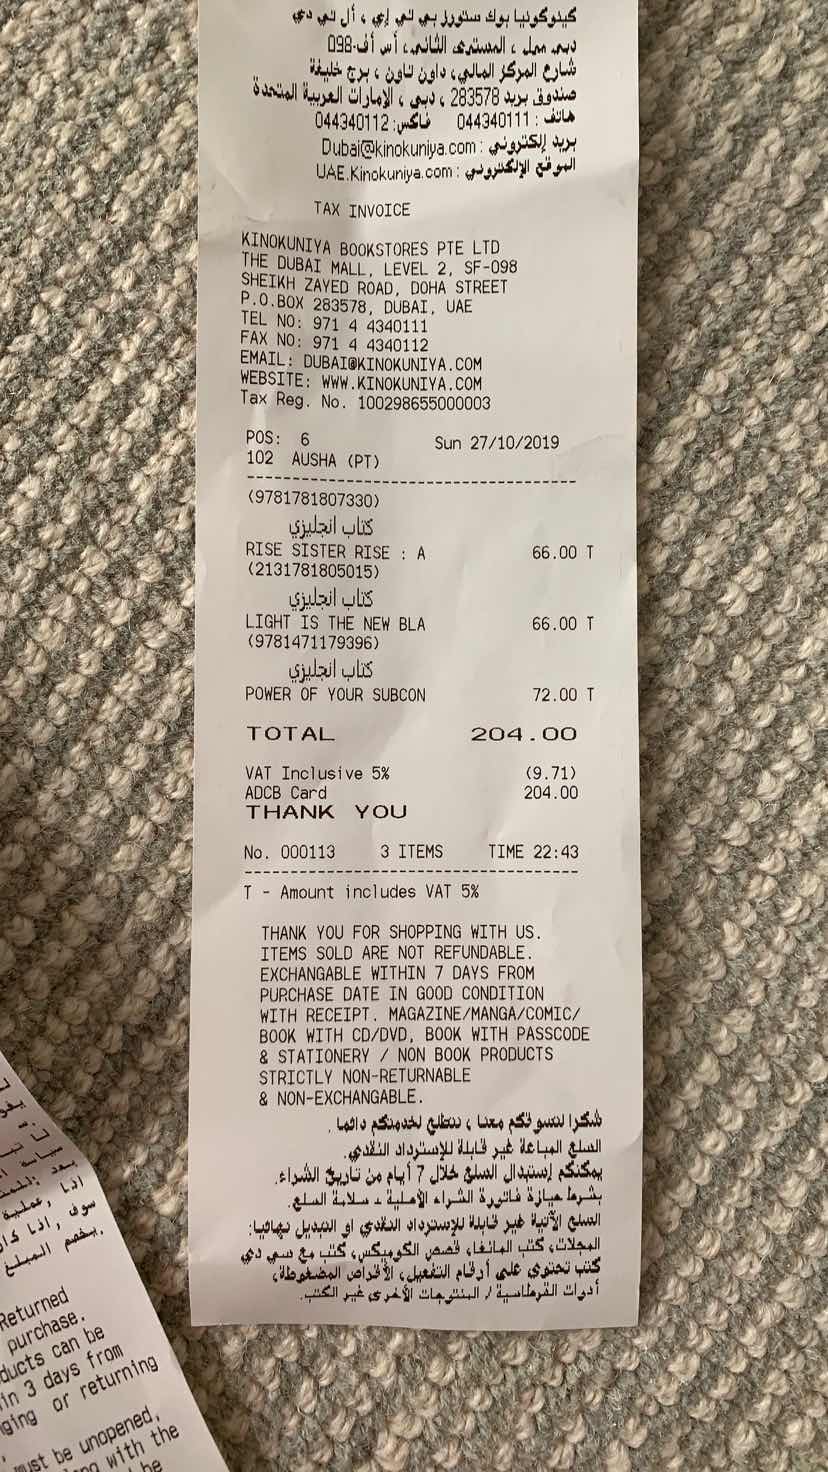 كينوكونيا بوك ستورز بي تي إي ، أل تي دي
دبي مول ، المستوى الثاني، أس أف-098
شارع المركز المالي، داون تاون ، برج خليفة
صندوق بريد 283578 ، دبي ، الإمارات العربية المتحدة
هاتف : 044340111 فاكس: 044340112
بريد إلكتروني : Dubai@kinokuniya.com
الموقع الإلكتروني : UAE.Kinokuniya.com
TAX INVOICE
KINOKUNIYA BOOKSTORES PTE LTD
THE DUBAI MALL, LEVEL 2, SF-098
SHEIKH ZAYED ROAD, DOHA STREET
P.O.BOX 283578, DUBAI, UAE
TEL NO: 971 4 4340111
FAX NO: 971 4 4340112
EMAIL: DUBAI@KINOKUNIYA.COM
WEBSITE: WWW.KINOKUNIYA.COM
Tax Reg. No. 100298655000003
POS: 6 Sun 27/10/2019
102 AUSHA (PT)
(9781781807330)
كتاب انجليزي
RISE SISTER RISE : A 66.00 T
(2131781805015)
كتاب انجليزي
LIGHT IS THE NEW BLA 66.00 T
(9781471179396)
كتاب انجليزي
POWER OF YOUR SUBCON 72.00 T
TOTAL 204.00
VAT Inclusive 5% (9.71)
ADCB Card 204.00
THANK YOU
No. 000113 3 ITEMS TIME 22:43
T - Amount includes VAT 5%
THANK YOU FOR SHOPPING WITH US.
ITEMS SOLD ARE NOT REFUNDABLE.
EXCHANGABLE WITHIN 7 DAYS FROM
PURCHASE DATE IN GOOD CONDITION
WITH RECEIPT. MAGAZINE/MANGA/COMIC/
BOOK WITH CD/DVD, BOOK WITH PASSCODE
& STATIONERY / NON BOOK PRODUCTS
STRICTLY NON-RETURNABLE
& NON-EXCHANGABLE.
شكرا لتسوقكم معنا ، نتطلع لخدمتكم دائما .
السلع المباعة غير قابلة للإسترداد النقدي.
يمكنكم إستبدال السلع خلال 7 أيام من تاريخ الشراء.
بشرط حيازة فاتورة الشراء الأصلية و سلامة السلع.
السلع الآتية غير قابلة للإسترداد النقدي او التبديل نهائيا:
المجلات، كتب المانغا، قصص الكوميكس، كتب مع سي دي
كتب تحتوي على أرقام التفعيل، الأقراص المضغوطة،
أدوات القرطاسية / المنتوجات الأخرى غير الكتب.
سوف
يخصم المبلغ
Returned
purchase.
ducts can be
in 3 days from
ging or returning
must be unopened,
with the
be